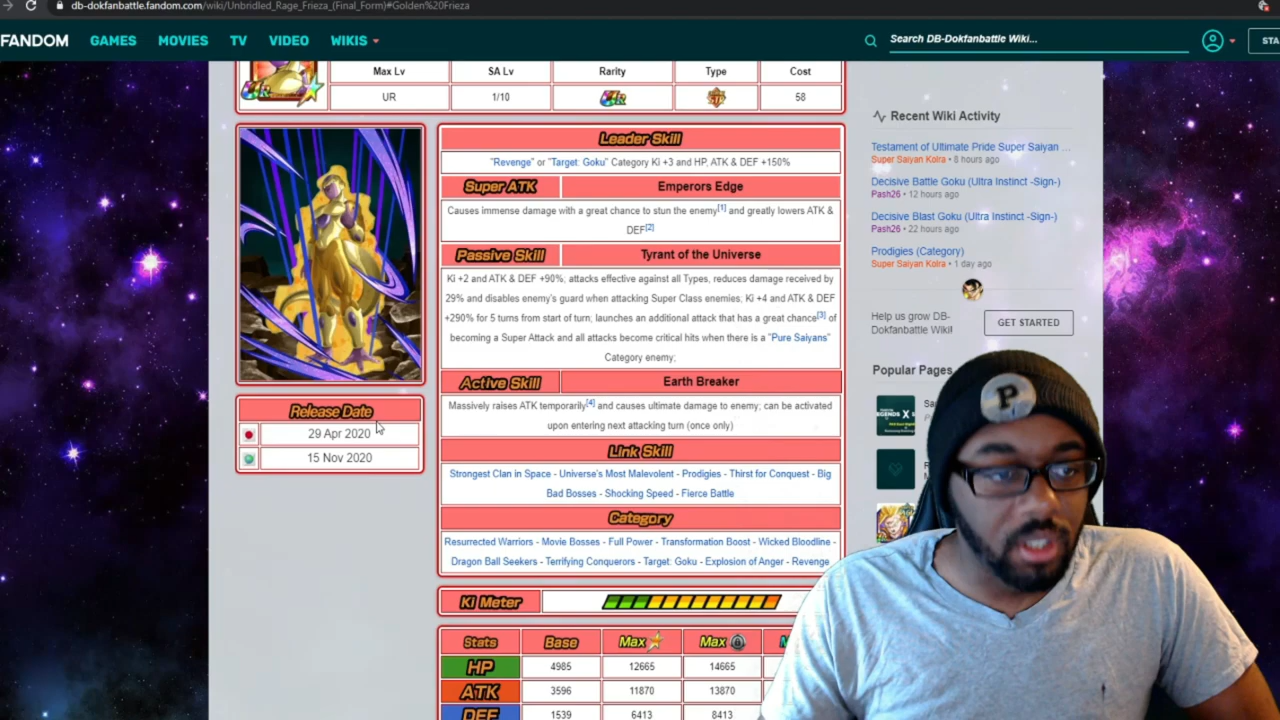 db-dokfanbattle.fandom.com/wiki/Unbridled_Rage_Frieza_(Final_Form)#Golden%20Frieza
FANDOM GAMES MOVIES TV VIDEO WIKIS Search DB-Dokfanbattle Wiki... STA
Max Lv SA Lv Rarity Type Cost
UR 1/10 UR STR 58
Leader Skill
"Revenge" or "Target: Goku" Category Ki +3 and HP, ATK & DEF +150%
Super ATK Emperors Edge
Causes immense damage with a great chance to stun the enemy[1] and greatly lowers ATK &
DEF[2]
Passive Skill Tyrant of the Universe
Ki +2 and ATK & DEF +90%; attacks effective against all Types, reduces damage received by
29% and disables enemy's guard when attacking Super Class enemies; Ki +4 and ATK & DEF
+290% for 5 turns from start of turn; launches an additional attack that has a great chance[3] of
becoming a Super Attack and all attacks become critical hits when there is a "Pure Saiyans"
Category enemy;
Active Skill Earth Breaker
Massively raises ATK temporarily[4] and causes ultimate damage to enemy; can be activated
upon entering next attacking turn (once only)
Link Skill
Strongest Clan in Space - Universe's Most Malevolent - Prodigies - Thirst for Conquest - Big
Bad Bosses - Shocking Speed - Fierce Battle
Category
Resurrected Warriors - Movie Bosses - Full Power - Transformation Boost - Wicked Bloodline -
Dragon Ball Seekers - Terrifying Conquerors - Target: Goku - Explosion of Anger - Revenge
Ki Meter
Stats Base Max Max
HP 4985 12665 14665
ATK 3596 11870 13870
DEF 1539 6413 8413
Release Date
29 Apr 2020
15 Nov 2020
Recent Wiki Activity
Testament of Ultimate Pride Super Saiyan ...
Super Saiyan Kolra • 8 hours ago
Decisive Battle Goku (Ultra Instinct -Sign-)
Pash26 • 12 hours ago
Decisive Blast Goku (Ultra Instinct -Sign-)
Pash26 • 22 hours ago
Prodigies (Category)
Super Saiyan Kolra • 1 day ago
Help us grow DB-
Dokfanbattle Wiki!
GET STARTED
Popular Pages
P